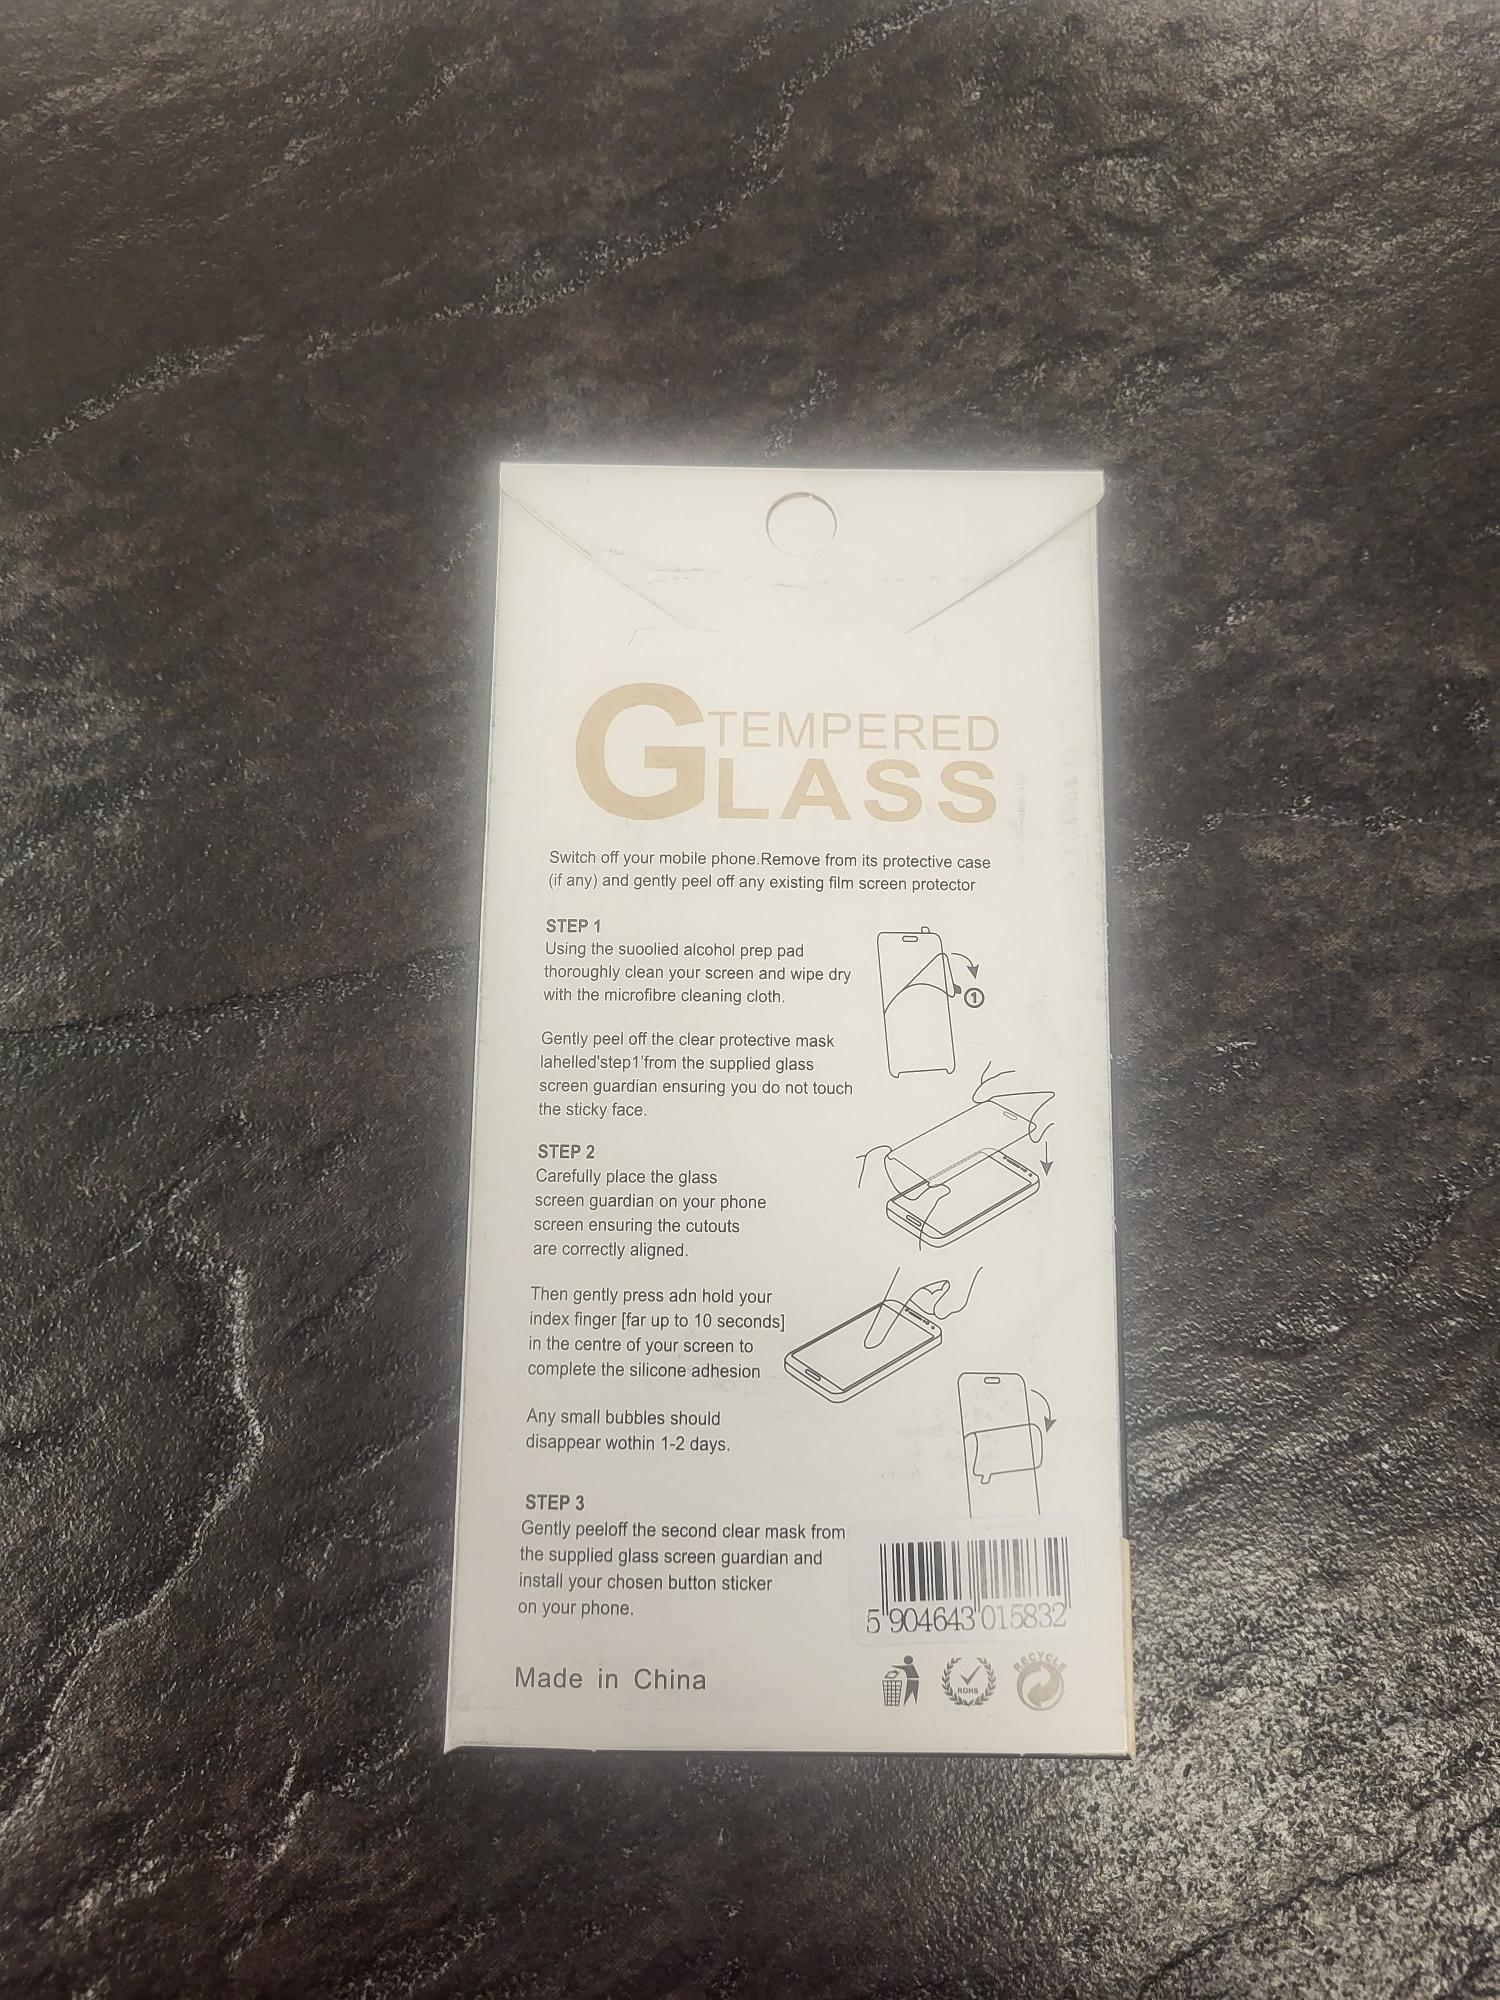 TEMPERED
GLASS
Switch off your mobile phone.Remove from its protective case
(if any) and gently peel off any existing film screen protector
STEP 1
Using the suoolied alcohol prep pad
thoroughly clean your screen and wipe dry
with the microfibre cleaning cloth.
1
Gently peel off the clear protective mask
lahelled'step1'from the supplied glass
screen guardian ensuring you do not touch
the sticky face.
STEP 2
Carefully place the glass
screen guardian on your phone
screen ensuring the cutouts
are correctly aligned.
Then gently press adn hold your
index finger [far up to 10 seconds]
in the centre of your screen to
complete the silicone adhesion
Any small bubbles should
disappear wothin 1-2 days.
STEP 3
Gently peeloff the second clear mask from
the supplied glass screen guardian and
install your chosen button sticker
on your phone.
5 904643 015832
Made in China
ROHS
RECYCLE